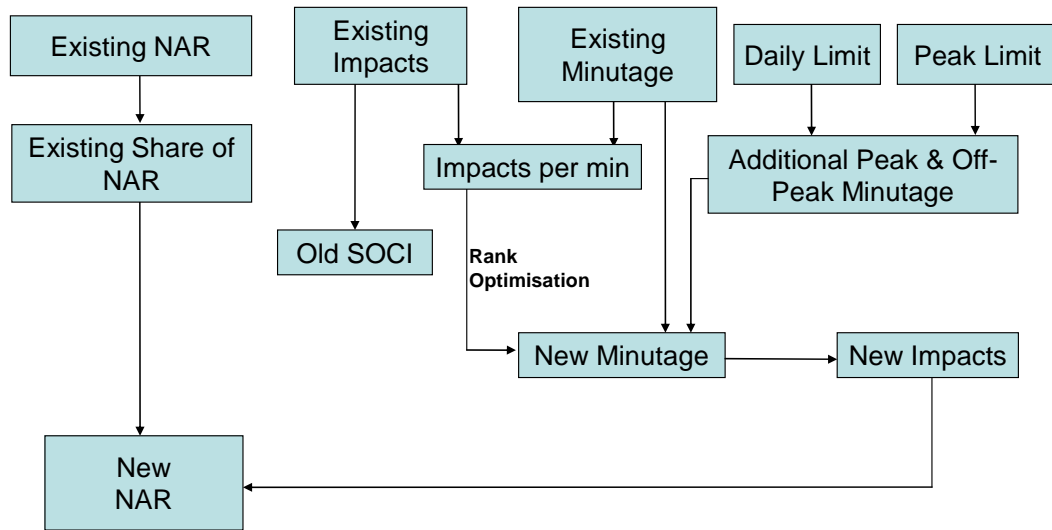 Existing NAR
Existing
Impacts
Existing
Minutage
Daily Limit
Peak Limit
Existing Share of
NAR
Impacts per min
Additional Peak & Off-
Peak Minutage
Old SOCI
Rank
Optimisation
New Minutage
New Impacts
New
NAR